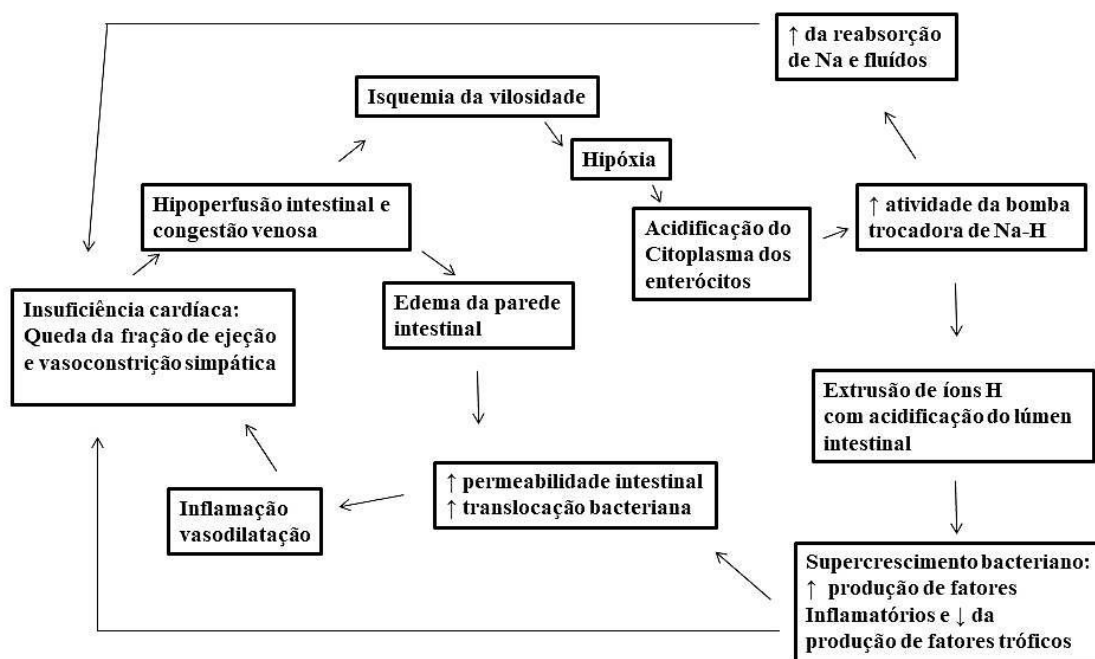 ↑ da reabsorção
de Na e fluídos
Isquemia da vilosidade
Hipóxia
Hipoperfusão intestinal e
congestão venosa
Acidificação do
Citoplasma dos
enterócitos
↑ atividade da bomba
trocadora de Na-H
Insuficiência cardíaca:
Queda da fração de ejeção
e vasoconstrição simpática
Edema da parede
intestinal
Extrusão de íons H
com acidificação do lúmen
intestinal
↑ permeabilidade intestinal
↑ translocação bacteriana
Inflamação
vasodilatação
Supercrescimento bacteriano:
↑ produção de fatores
Inflamatórios e ↓ da
produção de fatores tróficos